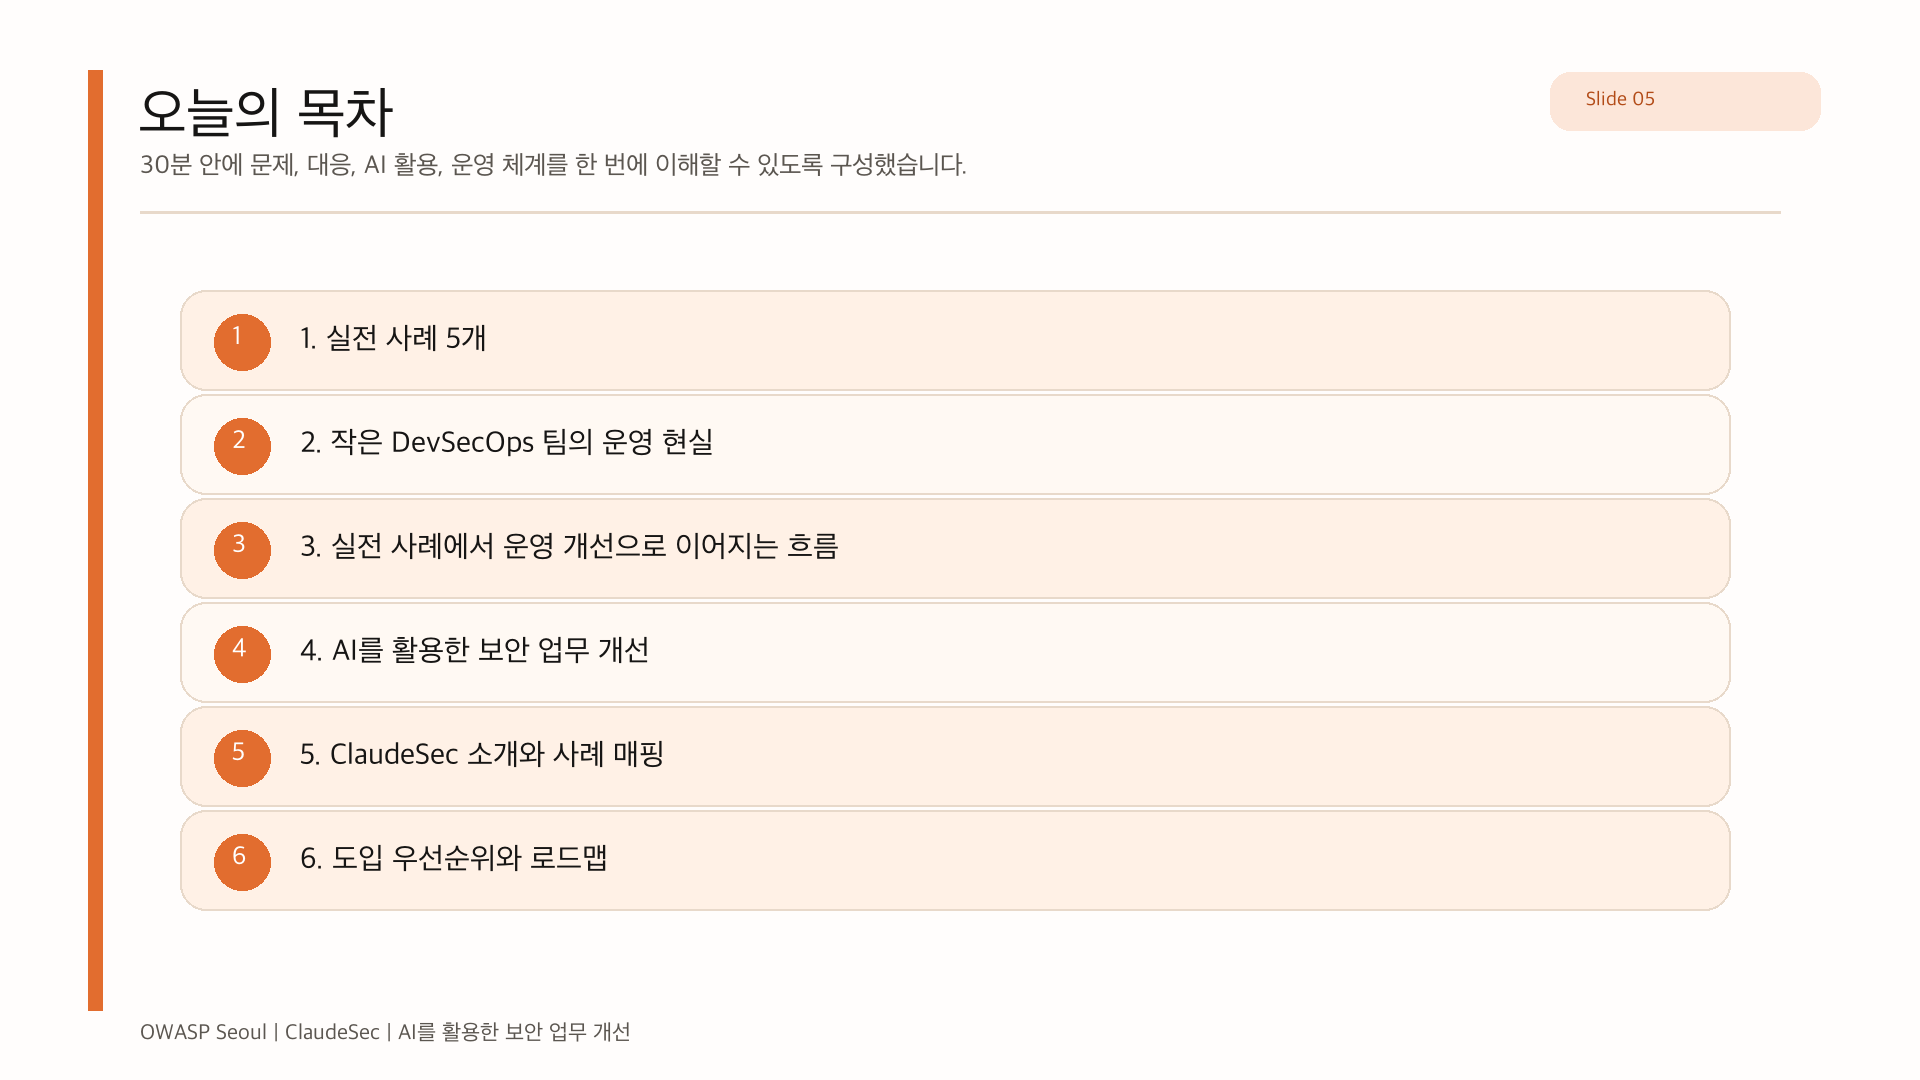 오늘의 목차
Slide 05
30분 안에 문제, 대응, AI 활용, 운영 체계를 한 번에 이해할 수 있도록 구성했습니다.
1 1. 실전 사례 5개
2 2. 작은 DevSecOps 팀의 운영 현실
3 3. 실전 사례에서 운영 개선으로 이어지는 흐름
4 4. AI를 활용한 보안 업무 개선
5 5. ClaudeSec 소개와 사례 매핑
6 6. 도입 우선순위와 로드맵
OWASP Seoul | ClaudeSec | AI를 활용한 보안 업무 개선